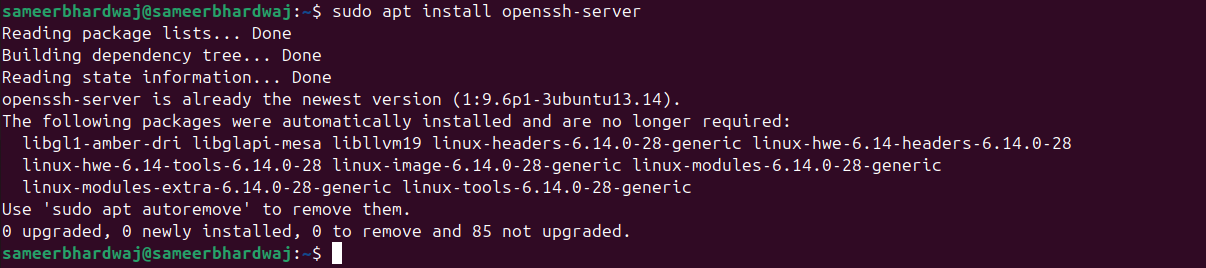 sameerbhardwaj@sameerbhardwaj:~$ sudo apt install openssh-server
Reading package lists... Done
Building dependency tree... Done
Reading state information... Done
openssh-server is already the newest version (1:9.6p1-3ubuntu13.14).
The following packages were automatically installed and are no longer required:
  libgl1-amber-dri libglapi-mesa libllvm19 linux-headers-6.14.0-28-generic linux-hwe-6.14-headers-6.14.0-28
  linux-hwe-6.14-tools-6.14.0-28 linux-image-6.14.0-28-generic linux-modules-6.14.0-28-generic
  linux-modules-extra-6.14.0-28-generic linux-tools-6.14.0-28-generic
Use 'sudo apt autoremove' to remove them.
0 upgraded, 0 newly installed, 0 to remove and 85 not upgraded.
sameerbhardwaj@sameerbhardwaj:~$